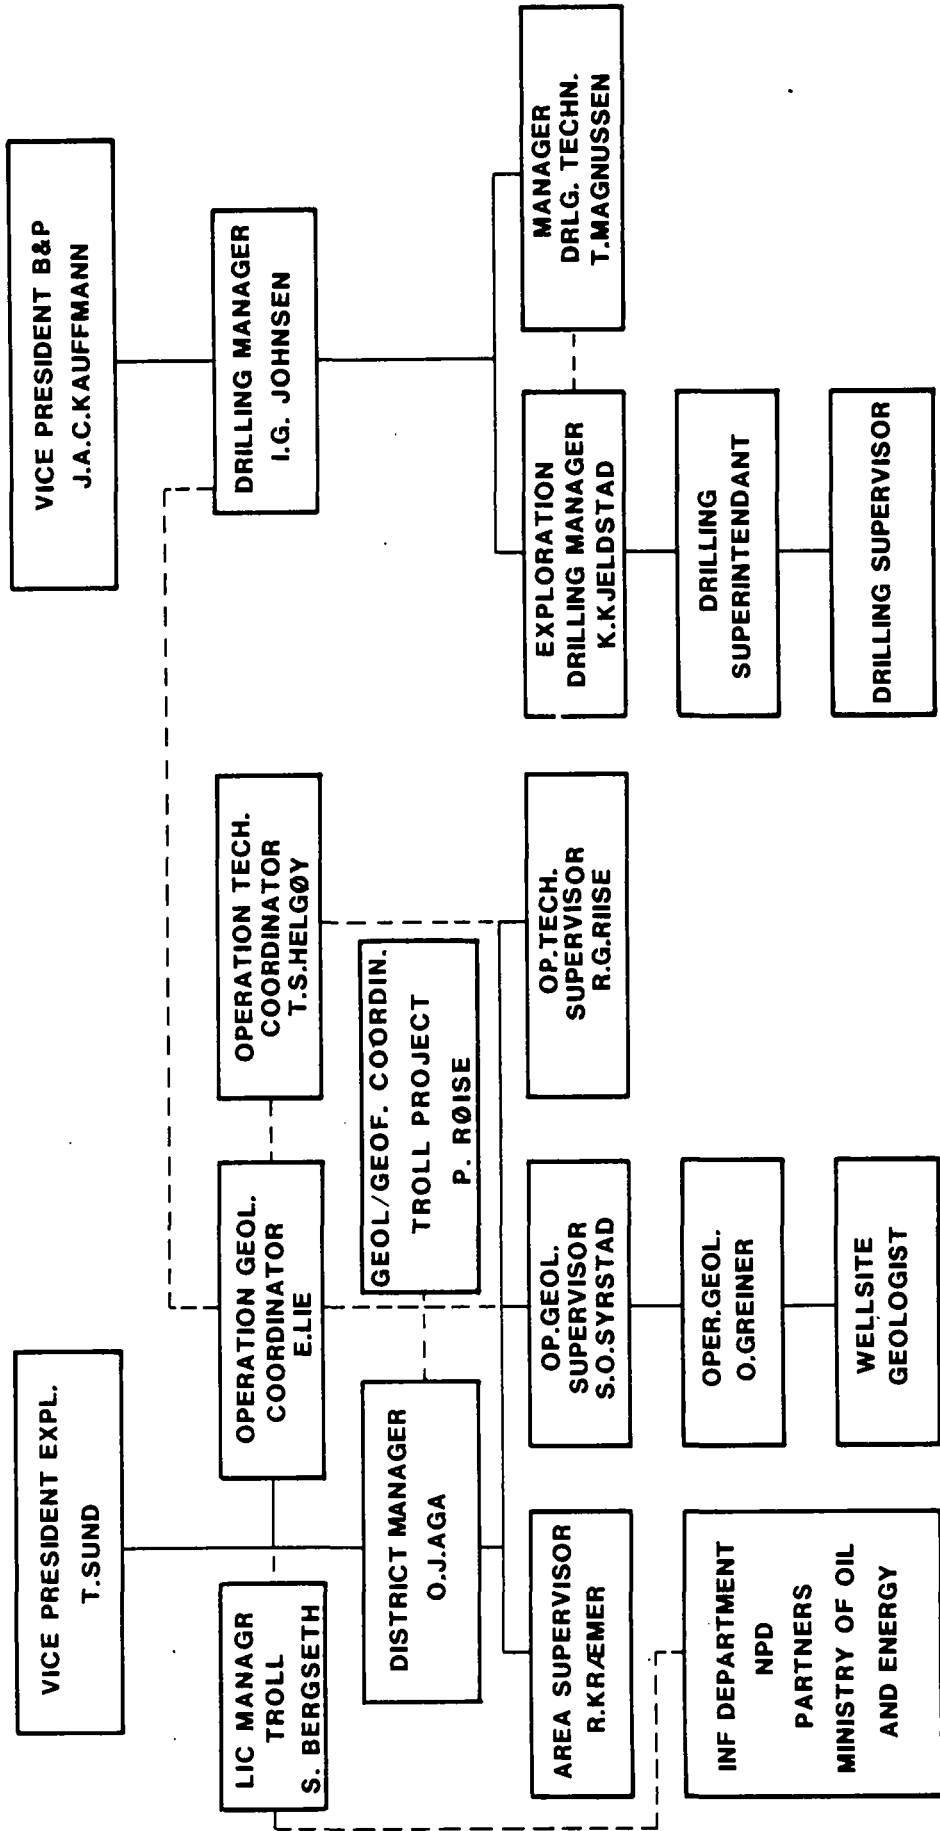 VICE PRESIDENT EXPL.
T.SUND
VICE PRESIDENT B&P
J.A.C.KAUFFMANN
LIC MANAGR
TROLL
S. BERGSETH
OPERATION GEOL.
COORDINATOR
E.LIE
OPERATION TECH.
COORDINATOR
T.S.HELGØY
DRILLING MANAGER
I.G. JOHNSEN
DISTRICT MANAGER
O.J.AGA
GEOL/GEOF. COORDIN.
TROLL PROJECT
P. RØISE
AREA SUPERVISOR
R.KRÆMER
OP.GEOL.
SUPERVISOR
S.O.SYRSTAD
OP.TECH.
SUPERVISOR
R.G.RIISE
EXPLORATION
DRILLING MANAGER
K.KJELDSTAD
MANAGER
DRLG. TECHN.
T.MAGNUSSEN
INF DEPARTMENT
NPD
PARTNERS
MINISTRY OF OIL
AND ENERGY
OPER.GEOL.
O.GREINER
DRILLING
SUPERINTENDANT
WELLSITE
GEOLOGIST
DRILLING SUPERVISOR